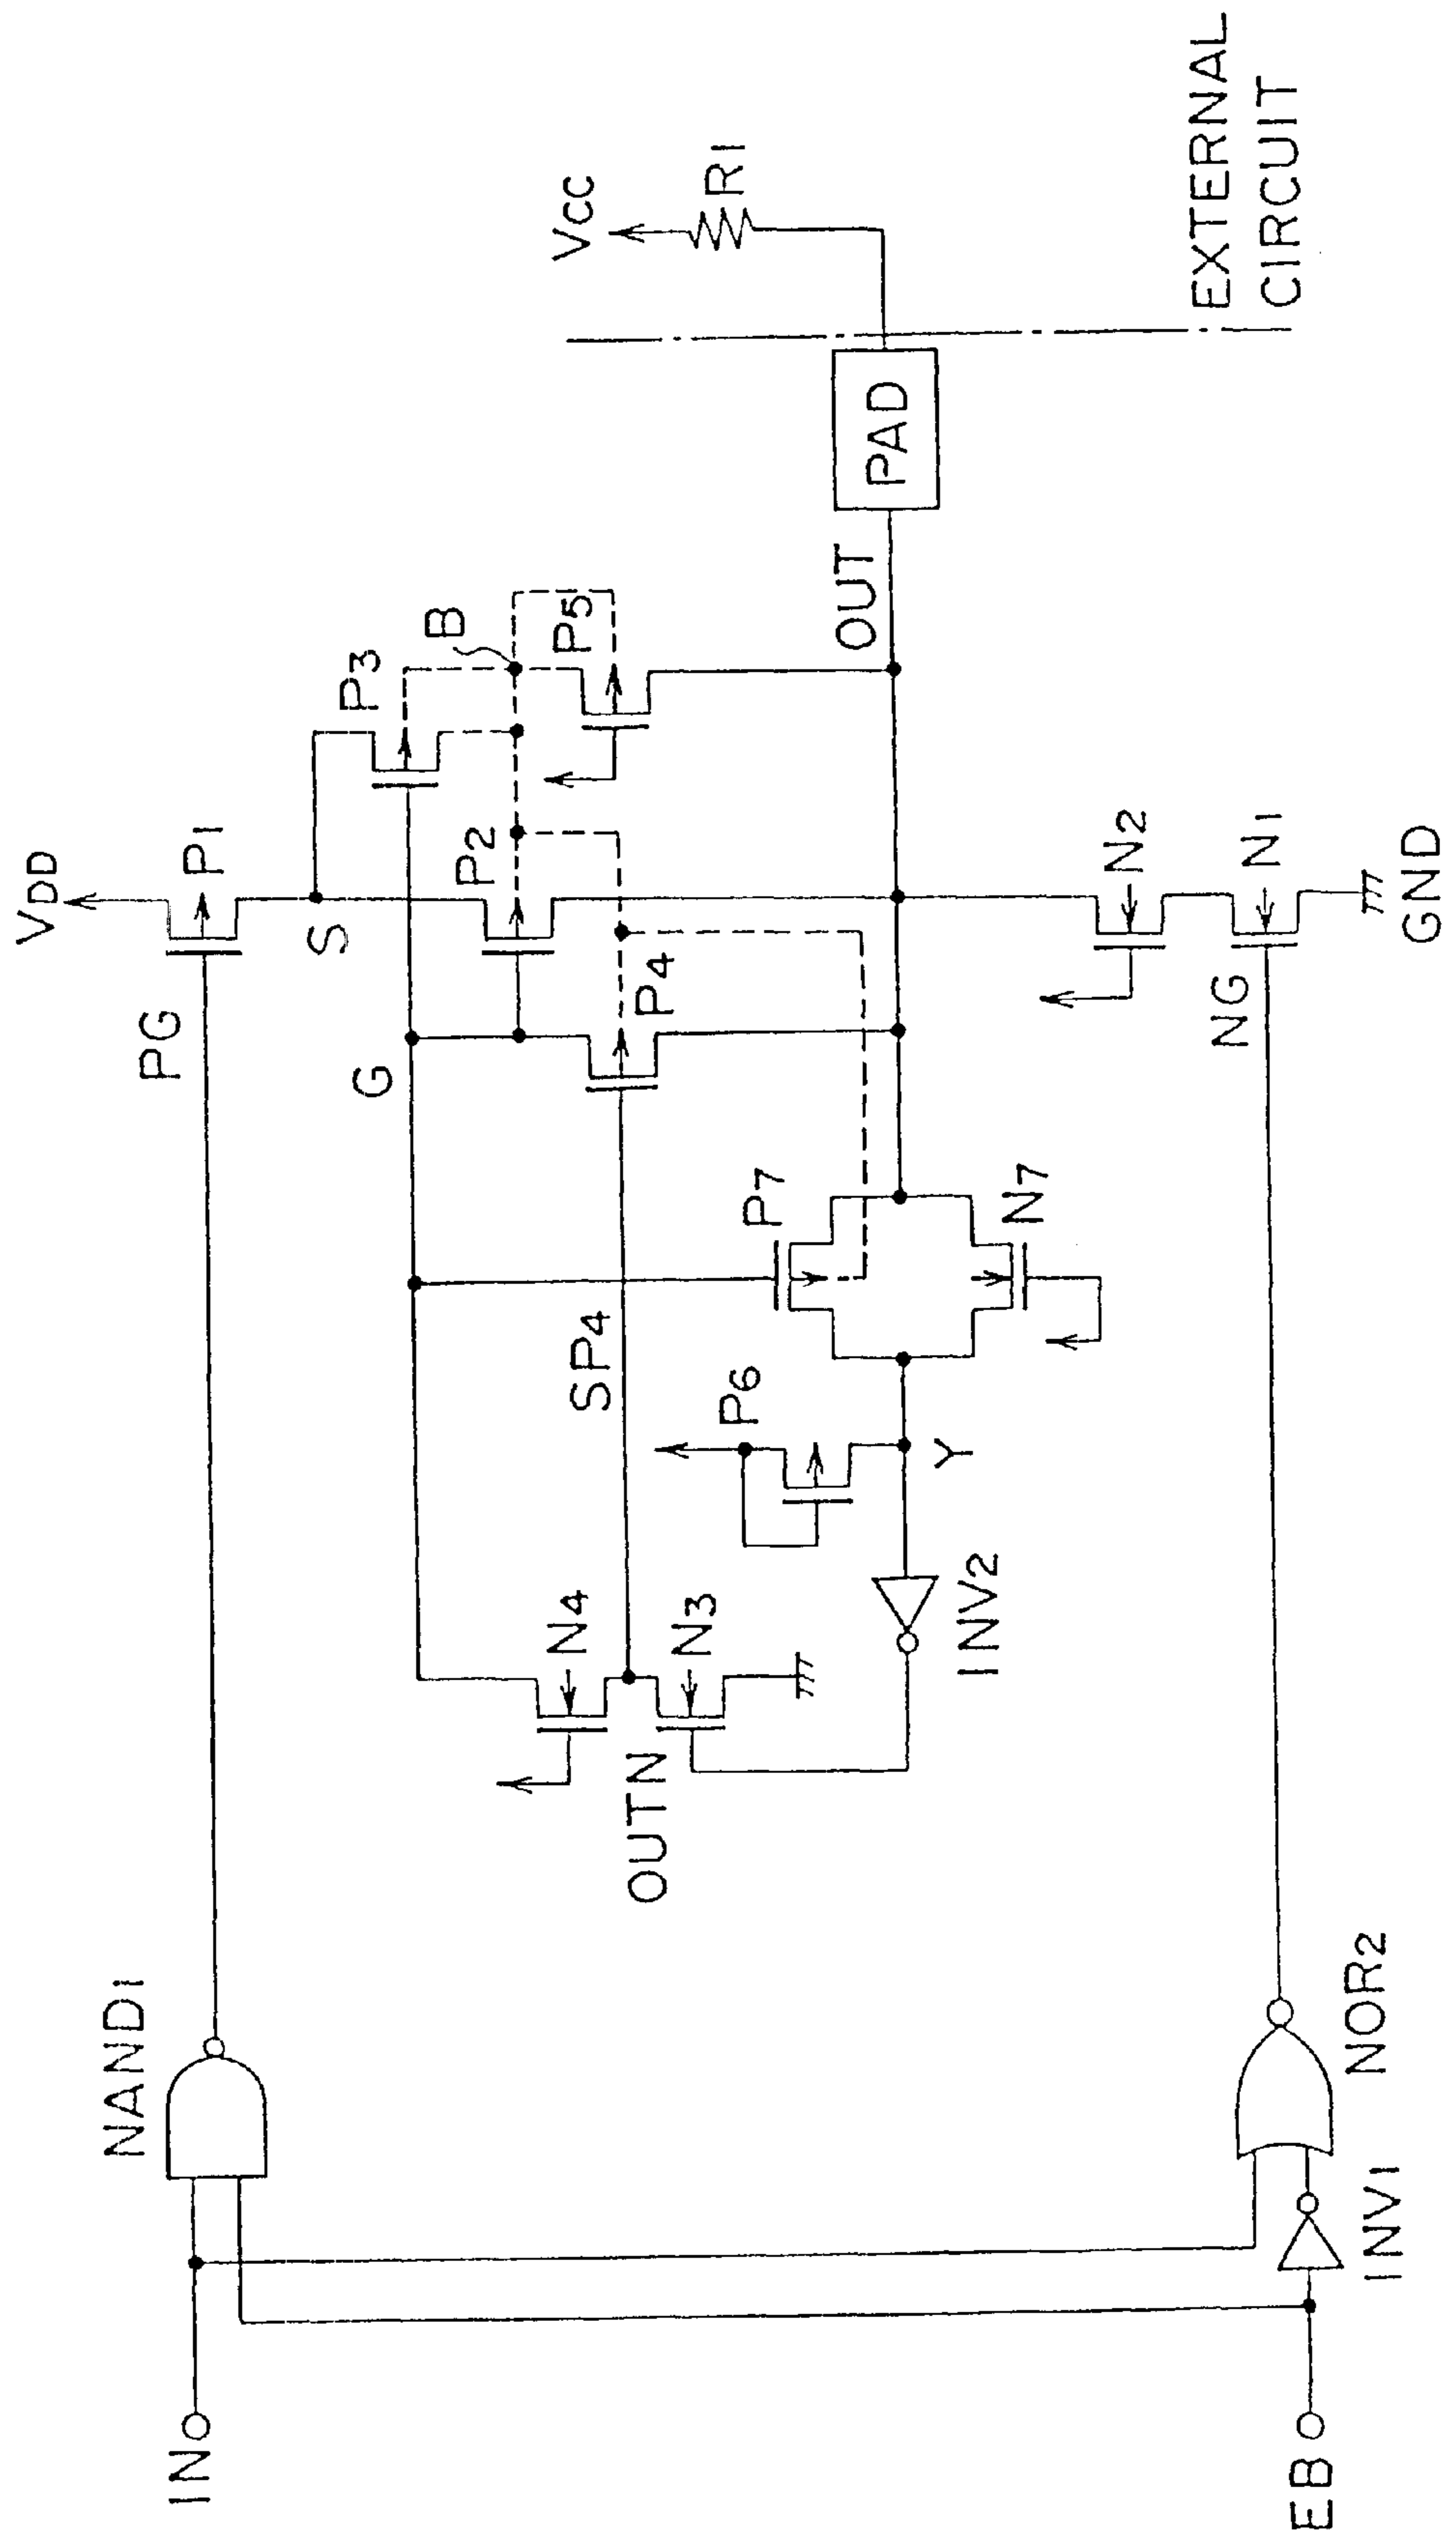 VDD
PG
P1
S
P3
B
P2
P5
G
P4
VCC
R1
EXTERNAL
CIRCUIT
OUT
PAD
N2
NG
N1
GND
P7
N7
SP4
P6
Y
N4
N3
OUTN
INV2
NAND1
NOR2
INV1
IN
EB